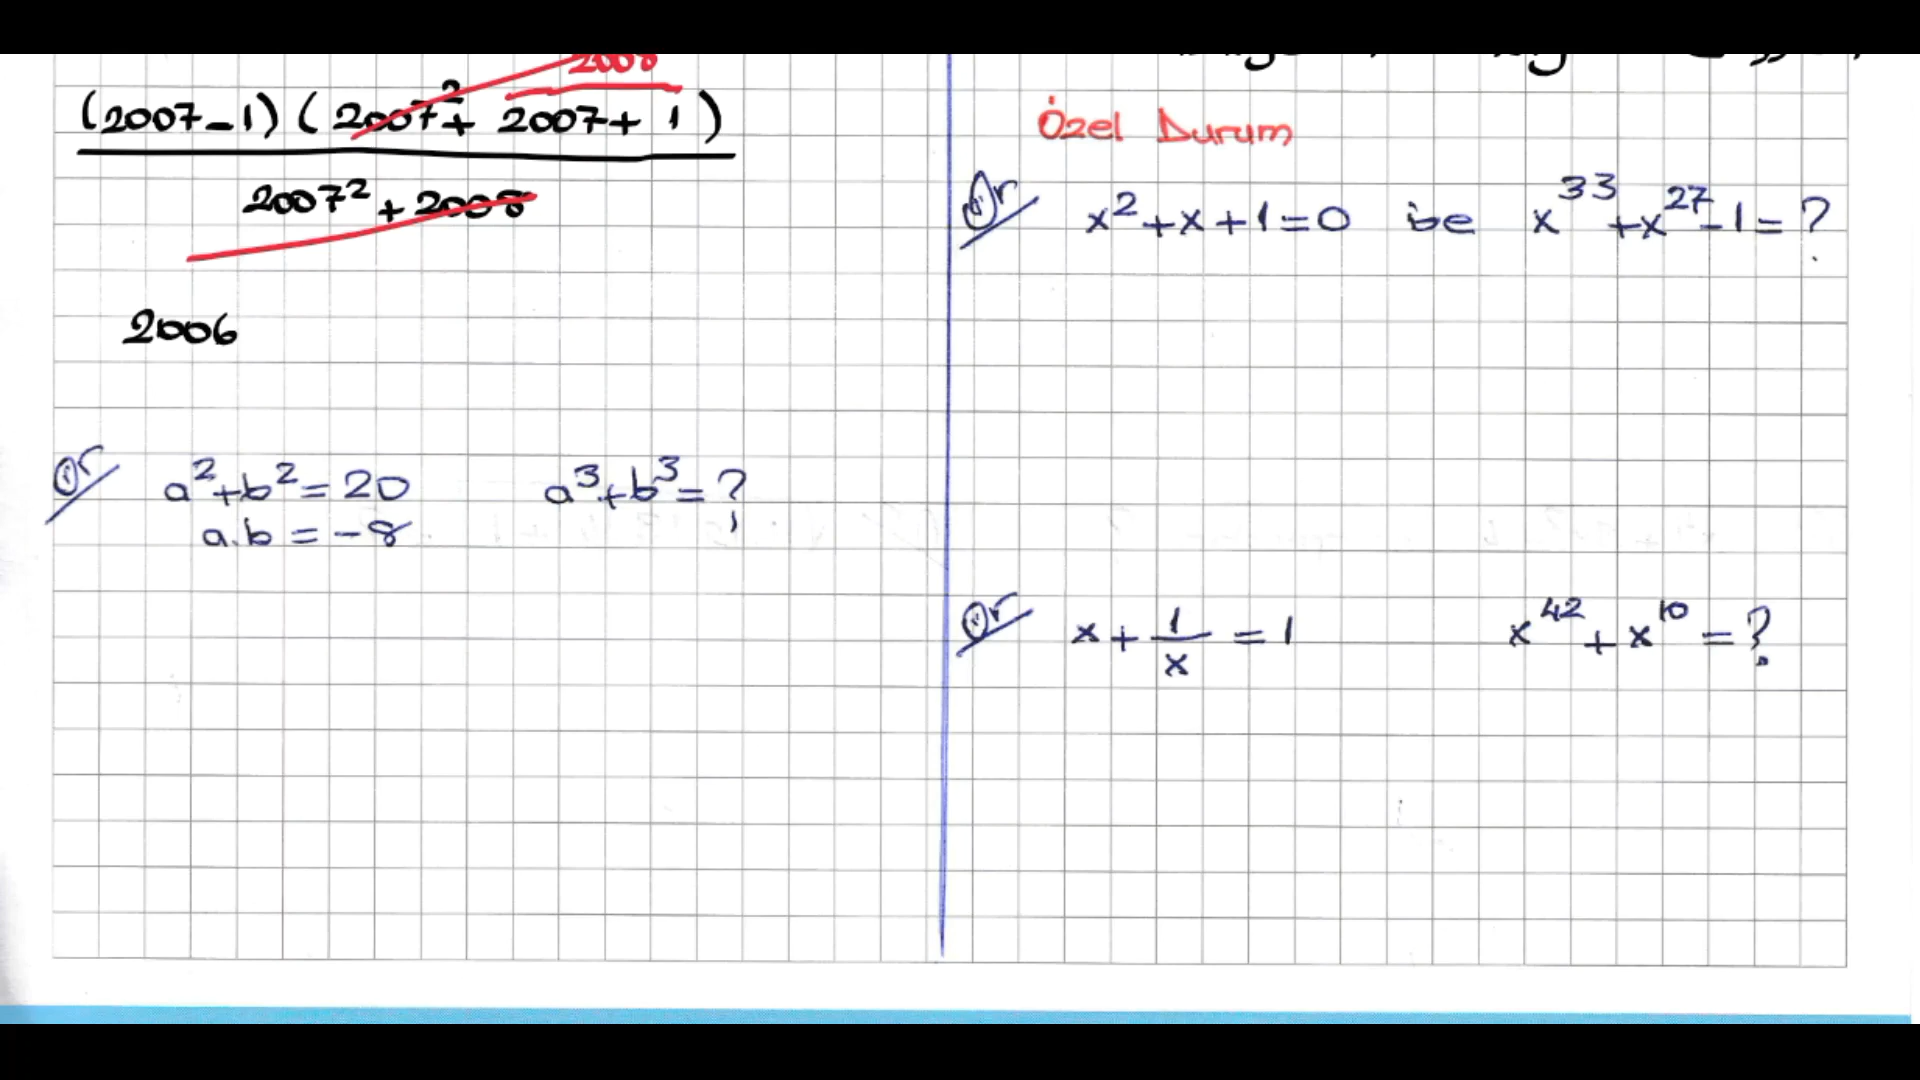 2008
(2007-1) (2007² + 2007 + 1)
2007² + 2008
2006
Ör a²+b² = 20 a³+b³ = ?
a.b = -8
Özel Durum
Ör x²+x+1=0 ise x³³+x²⁷-1=?
Ör x + 1/x = 1 x⁴²+x¹⁰ = ?